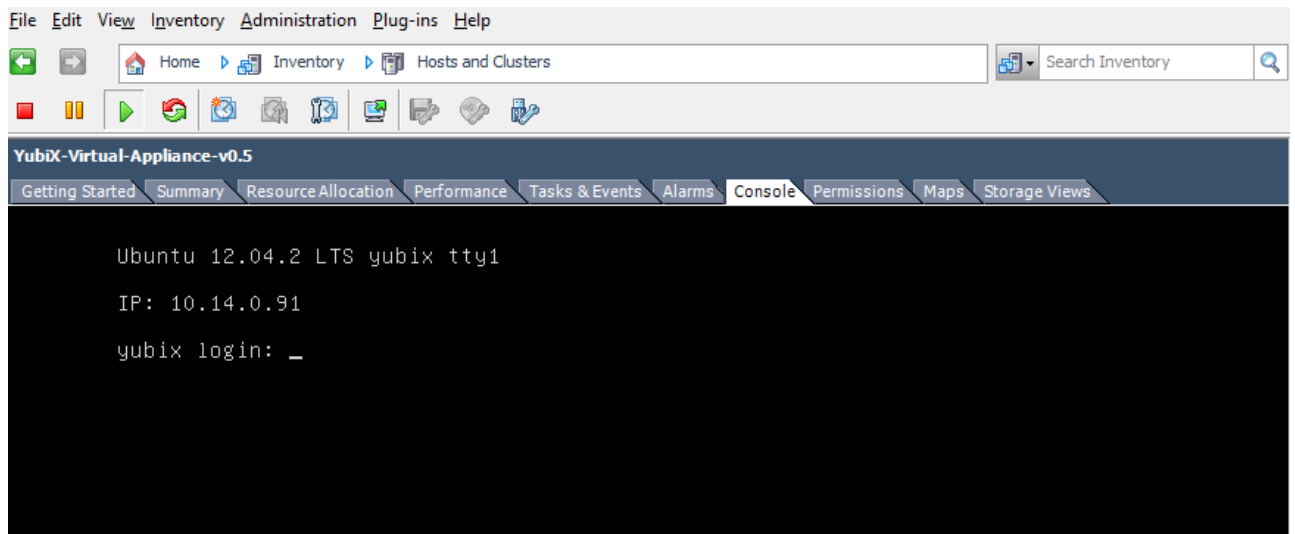 File Edit View Inventory Administration Plug-ins Help
Home Inventory Hosts and Clusters Search Inventory
YubiX-Virtual-Appliance-v0.5
Getting Started Summary Resource Allocation Performance Tasks & Events Alarms Console Permissions Maps Storage Views
Ubuntu 12.04.2 LTS yubix tty1
IP: 10.14.0.91
yubix login: _